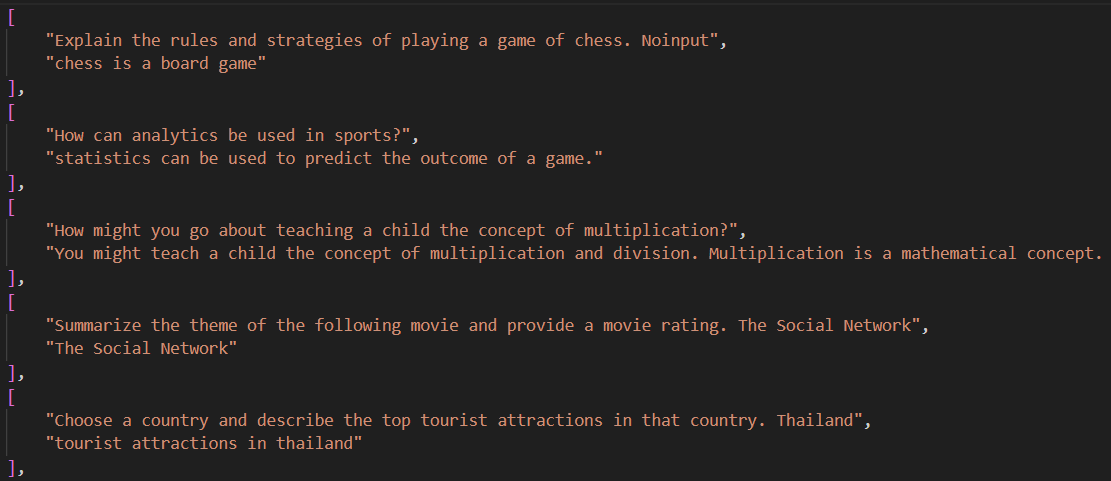 [
"Explain the rules and strategies of playing a game of chess. Noinput",
"chess is a board game"
],
[
"How can analytics be used in sports?",
"statistics can be used to predict the outcome of a game."
],
[
"How might you go about teaching a child the concept of multiplication?",
"You might teach a child the concept of multiplication and division. Multiplication is a mathematical concept.
],
[
"Summarize the theme of the following movie and provide a movie rating. The Social Network",
"The Social Network"
],
[
"Choose a country and describe the top tourist attractions in that country. Thailand",
"tourist attractions in thailand"
],